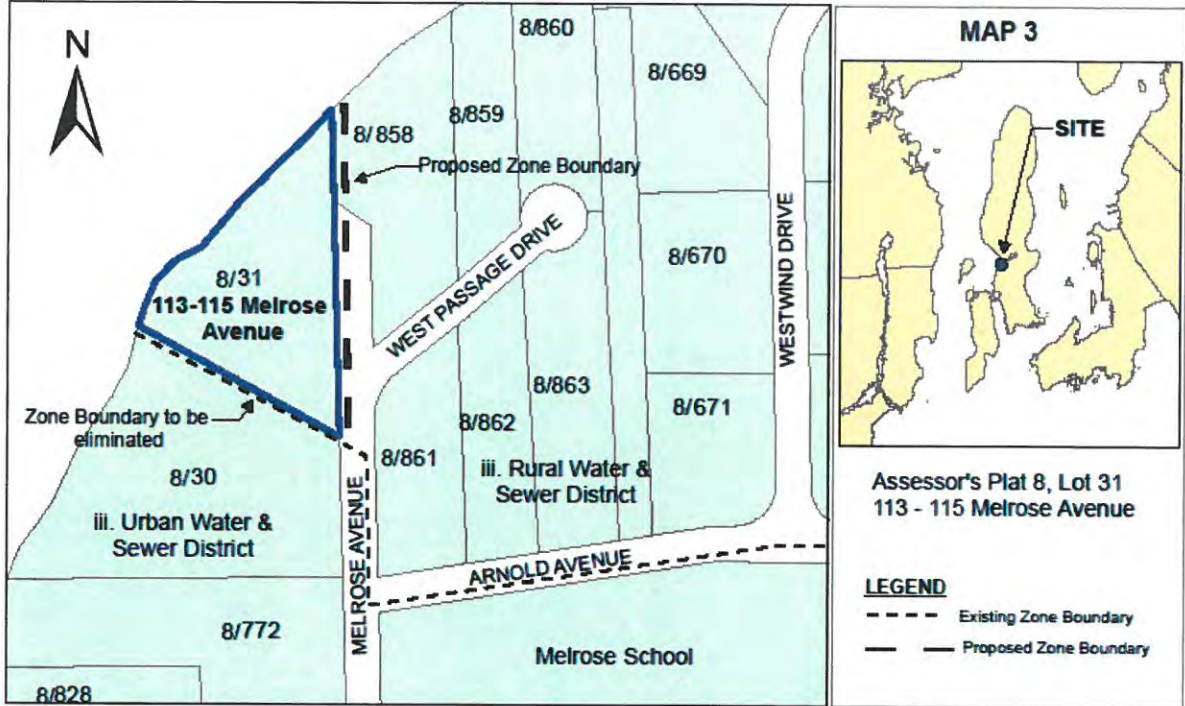 N
8/860
8/669
8/859
8/ 858
Proposed Zone Boundary
8/31
113-115 Melrose
Avenue
WEST PASSAGE DRIVE
8/670
WESTWIND DRIVE
8/863
8/671
8/862
Zone Boundary to be
eliminated
8/861
8/30
iii. Rural Water &
Sewer District
iii. Urban Water &
Sewer District
MELROSE AVENUE
ARNOLD AVENUE
8/772
Melrose School
8/828
MAP 3
SITE
Assessor's Plat 8, Lot 31
113 - 115 Melrose Avenue
LEGEND
Existing Zone Boundary
Proposed Zone Boundary